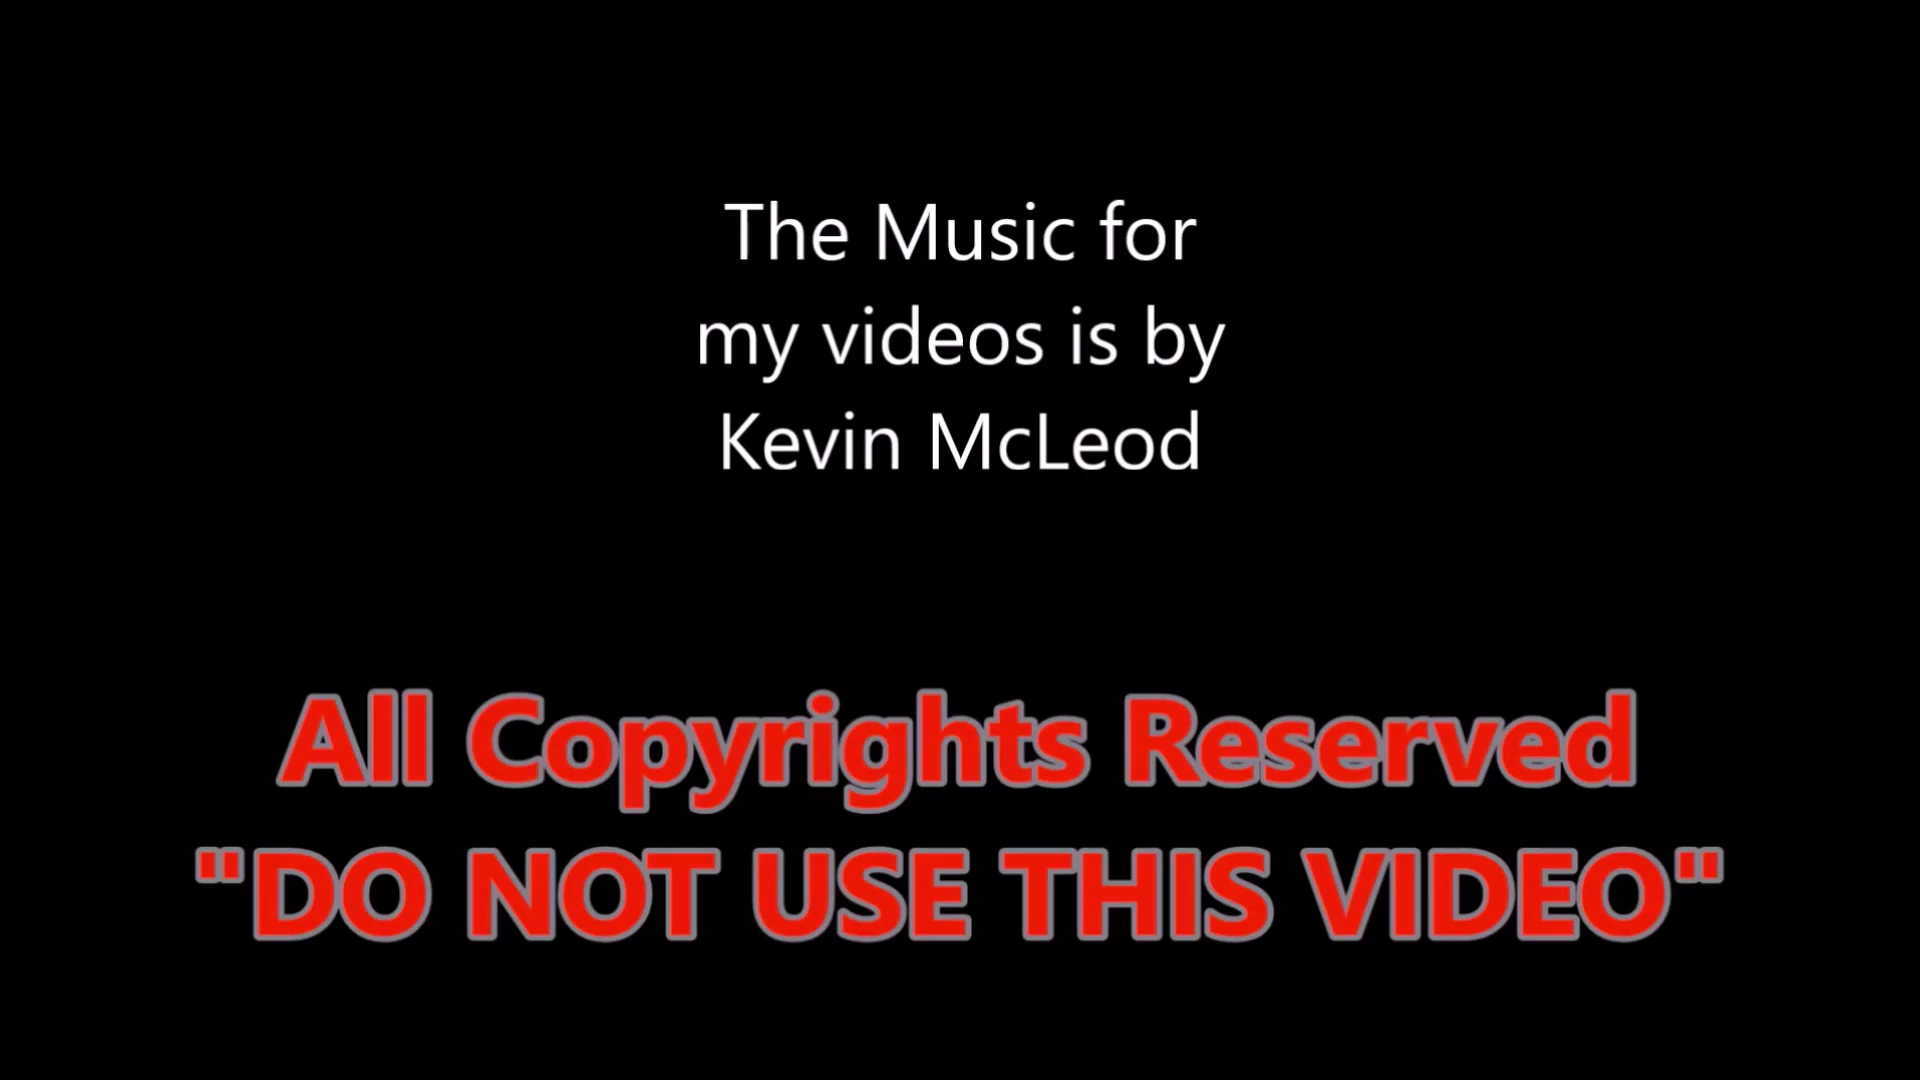 The Music for
my videos is by
Kevin McLeod
All Copyrights Reserved
"DO NOT USE THIS VIDEO"